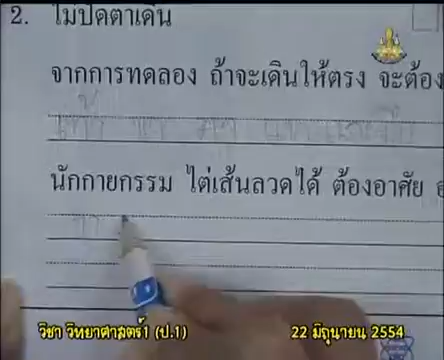 2. ไม่ปิดตาเดิน
จากการทดลอง ถ้าจะเดินให้ตรง จะต้อง
นักกายกรรม ไต่เส้นลวดได้ ต้องอาศัย
วิชา วิทยาศาสตร์1 (ป.1) 22 มิถุนายน 2554